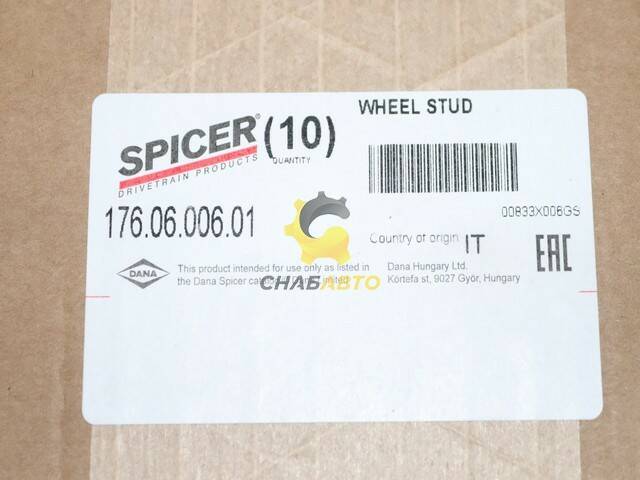 SPICER®
DRIVETRAIN PRODUCTS
(10)
QUANTITY
WHEEL STUD
176.06.006.01
00833X006GS
Country of origin IT
EAC
DANA
This product intended for use only as listed in
the Dana Spicer Limited
Dana Hungary Ltd.
Körtefa st, 9027 Győr, Hungary
СНАБАВТО